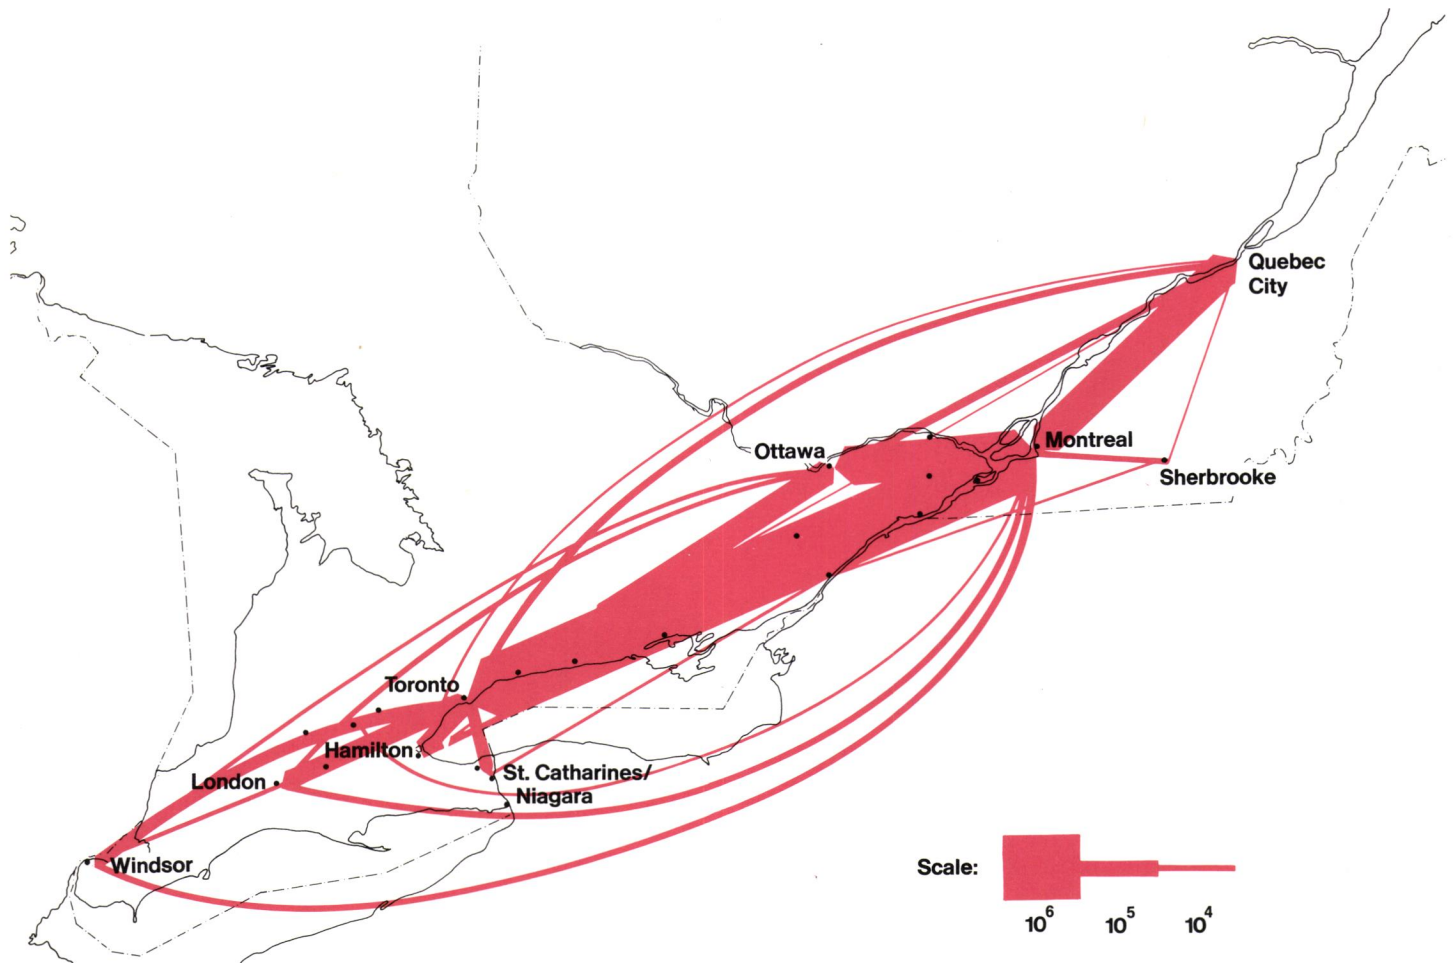 Quebec
City
Montreal
Ottawa
Sherbrooke
Toronto
Hamilton
London
St. Catharines/
Niagara
Windsor
Scale:
10⁶ 10⁵ 10⁴